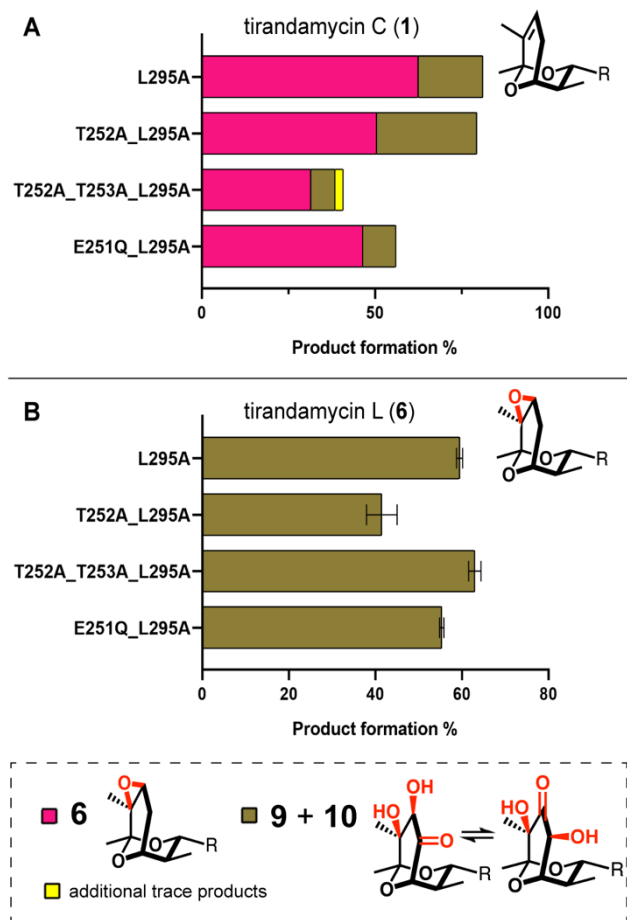 A
tirandamycin C (1)
O
O
R
L295A
T252A_L295A
T252A_T253A_L295A
E251Q_L295A
0
50
100
Product formation %
B
tirandamycin L (6)
O
O
O
R
L295A
T252A_L295A
T252A_T253A_L295A
E251Q_L295A
0
20
40
60
80
Product formation %
6
O
O
O
R
9 + 10
OH
HO
O
O
O
R
O
HO
OH
O
O
R
additional trace products